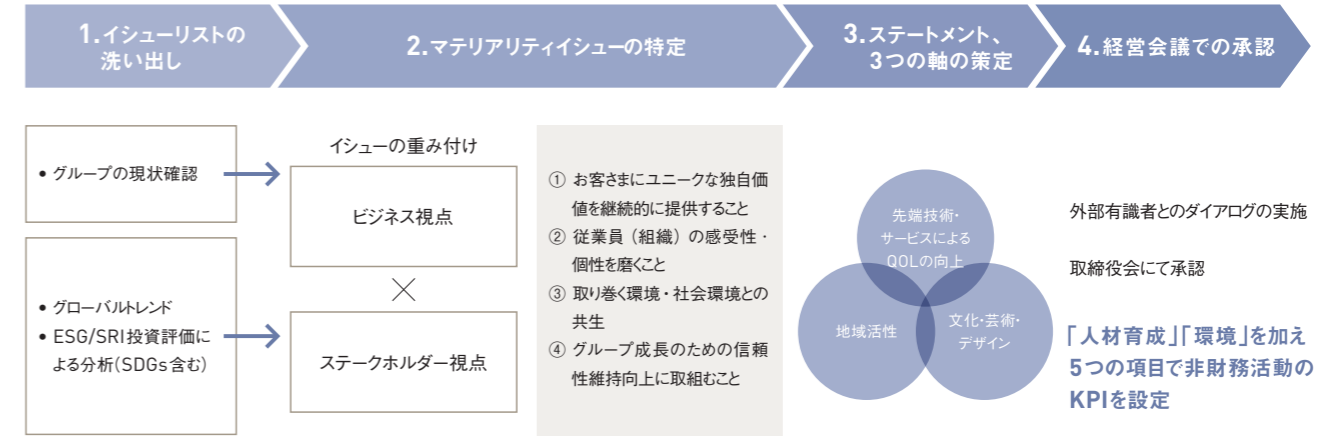 1.イシューリストの
洗い出し
2.マテリアリティイシューの特定
3.ステートメント、
3つの軸の策定
4.経営会議での承認
• グループの現状確認
• グローバルトレンド
• ESG/SRI投資評価に
よる分析(SDGs含む)
イシューの重み付け
ビジネス視点
×
ステークホルダー視点
① お客さまにユニークな独自価
値を継続的に提供すること
② 従業員(組織)の感受性・
個性を磨くこと
③ 取り巻く環境・社会環境との
共生
④ グループ成長のための信頼
性維持向上に取組むこと
先端技術・
サービスによる
QOLの向上
地域活性
文化・芸術・
デザイン
外部有識者とのダイアログの実施
取締役会にて承認
「人材育成」「環境」を加え
5つの項目で非財務活動の
KPIを設定